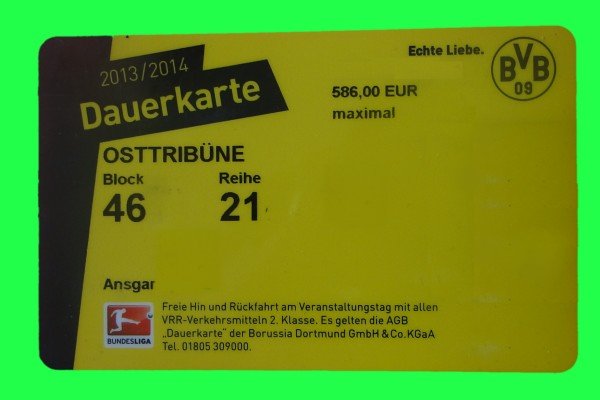 2013/2014
Dauerkarte
Echte Liebe.
BVB
09
586,00 EUR
maximal
OSTTRIBÜNE
Block Reihe
46 21
Ansgar
Freie Hin und Rückfahrt am Veranstaltungstag mit allen
VRR-Verkehrsmitteln 2. Klasse. Es gelten die AGB
„Dauerkarte" der Borussia Dortmund GmbH & Co.KGaA
Tel. 01805 309000.
BUNDESLIGA